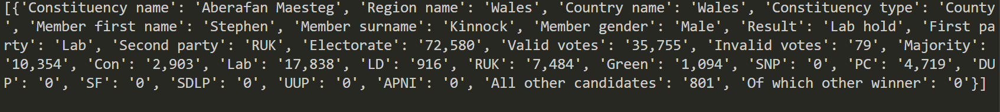 [{'Constituency name': 'Aberafan Maesteg', 'Region name': 'Wales', 'Country name': 'Wales', 'Constituency type': 'County
', 'Member first name': 'Stephen', 'Member surname': 'Kinnock', 'Member gender': 'Male', 'Result': 'Lab hold', 'First pa
rty': 'Lab', 'Second party': 'RUK', 'Electorate': '72,580', 'Valid votes': '35,755', 'Invalid votes': '79', 'Majority':
'10,354', 'Con': '2,903', 'Lab': '17,838', 'LD': '916', 'RUK': '7,484', 'Green': '1,094', 'SNP': '0', 'PC': '4,719', 'DU
P': '0', 'SF': '0', 'SDLP': '0', 'UUP': '0', 'APNI': '0', 'All other candidates': '801', 'Of which other winner': '0'}]